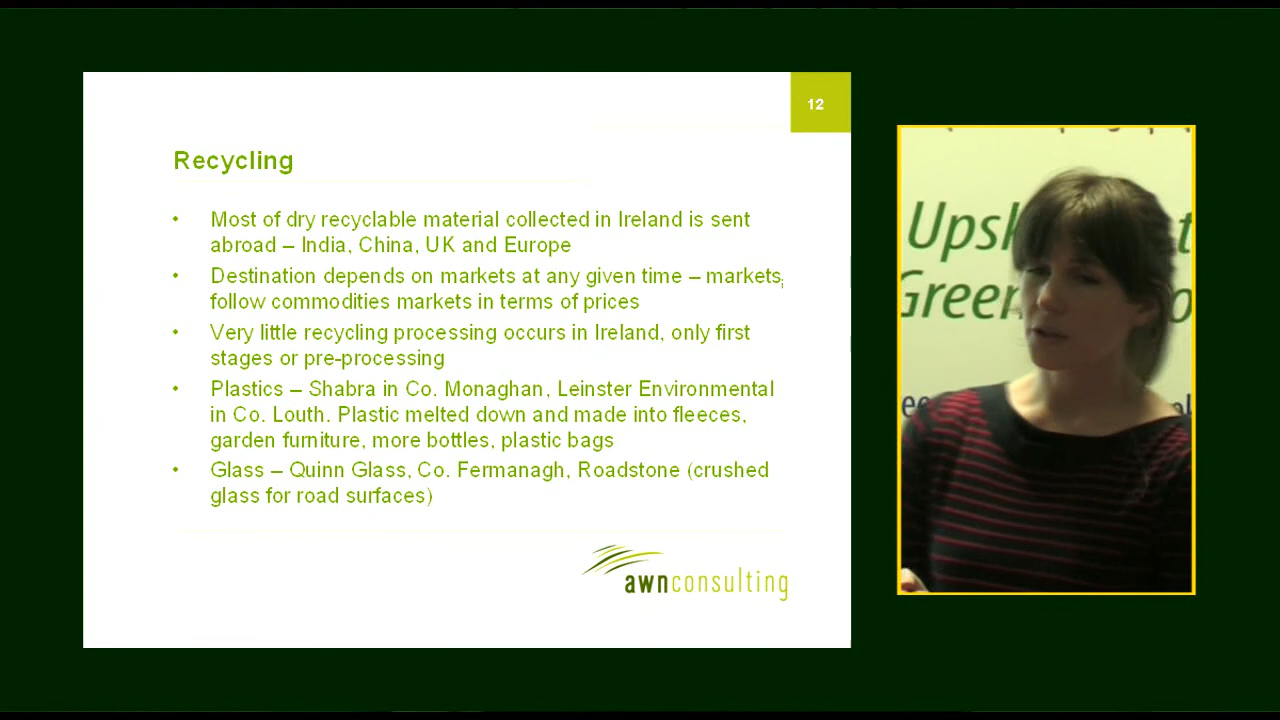 12
Recycling
• Most of dry recyclable material collected in Ireland is sent
abroad – India, China, UK and Europe
• Destination depends on markets at any given time – markets,
follow commodities markets in terms of prices
• Very little recycling processing occurs in Ireland, only first
stages or pre-processing
• Plastics – Shabra in Co. Monaghan, Leinster Environmental
in Co. Louth. Plastic melted down and made into fleeces,
garden furniture, more bottles, plastic bags
• Glass – Quinn Glass, Co. Fermanagh, Roadstone (crushed
glass for road surfaces)
awnconsulting
Upsk
Green